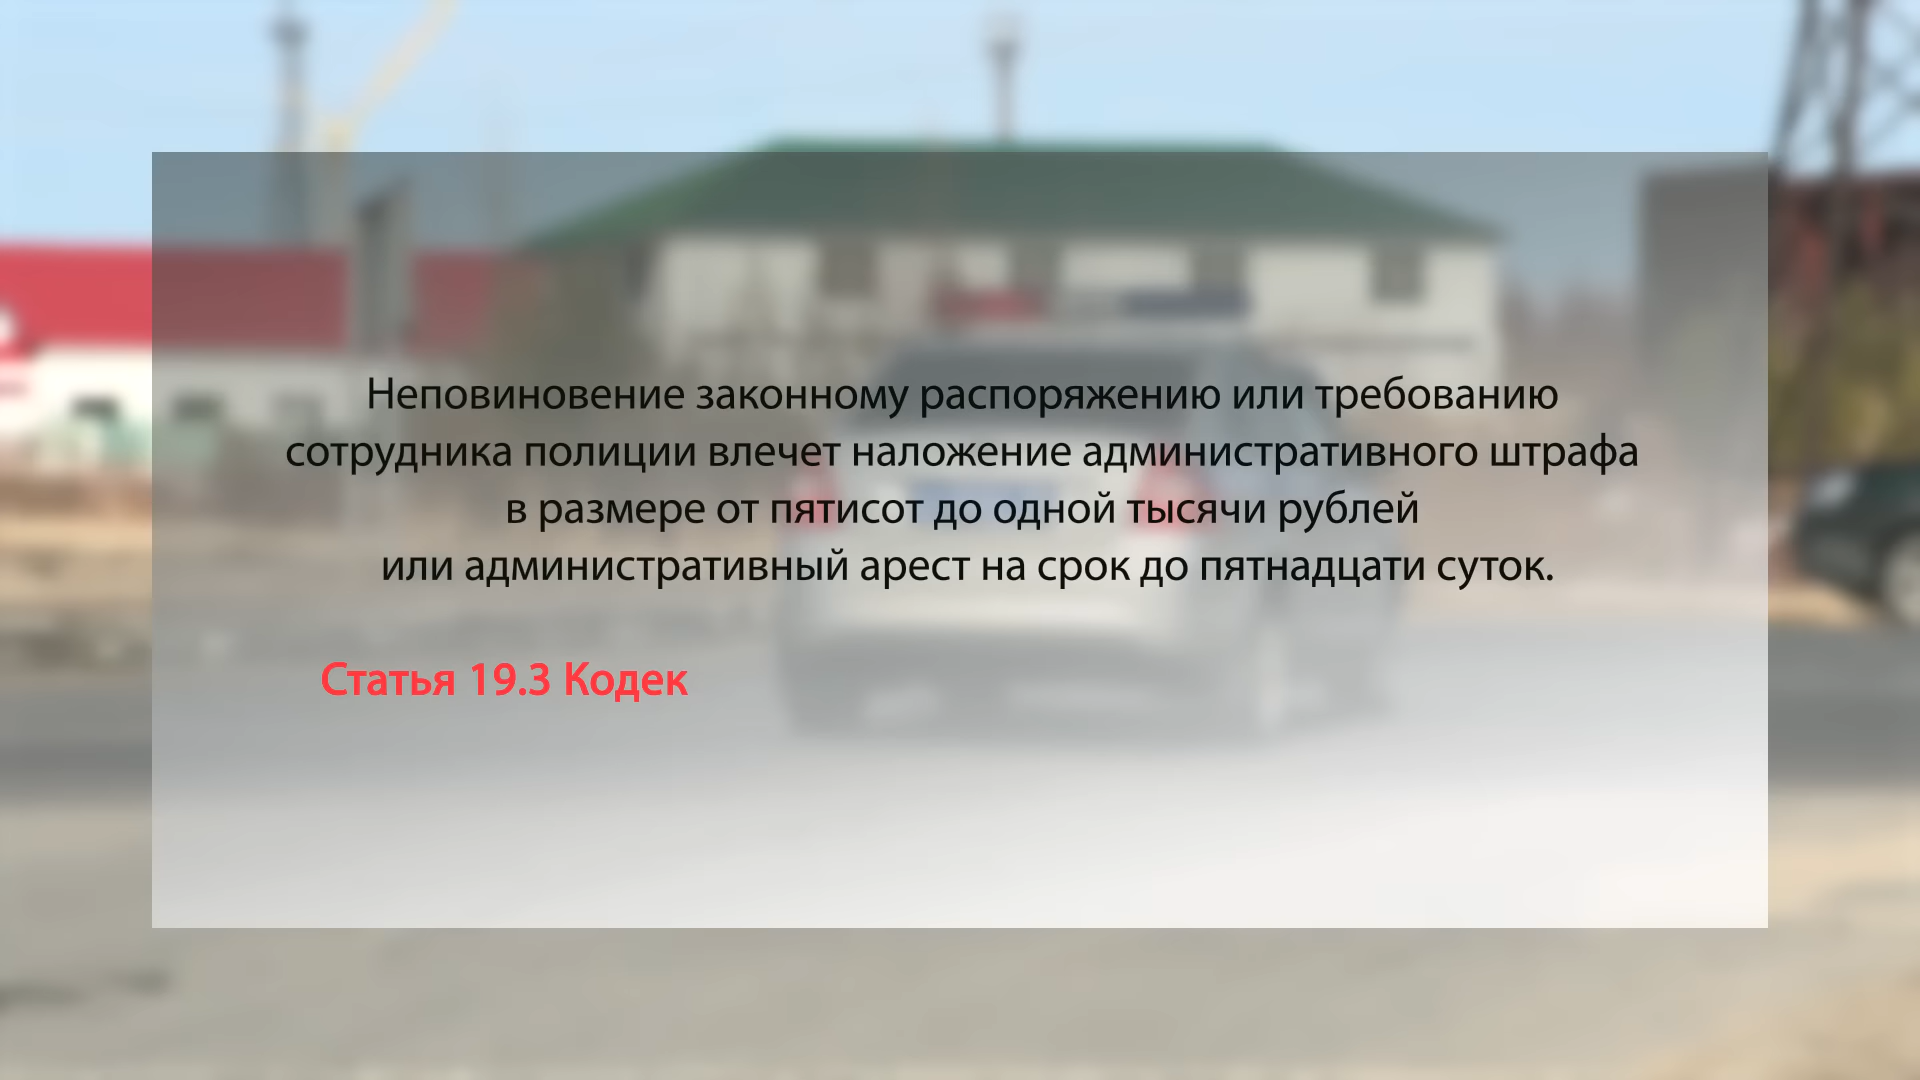 Неповиновение законному распоряжению или требованию
сотрудника полиции влечет наложение административного штрафа
в размере от пятисот до одной тысячи рублей
или административный арест на срок до пятнадцати суток.
Статья 19.3 Кодек